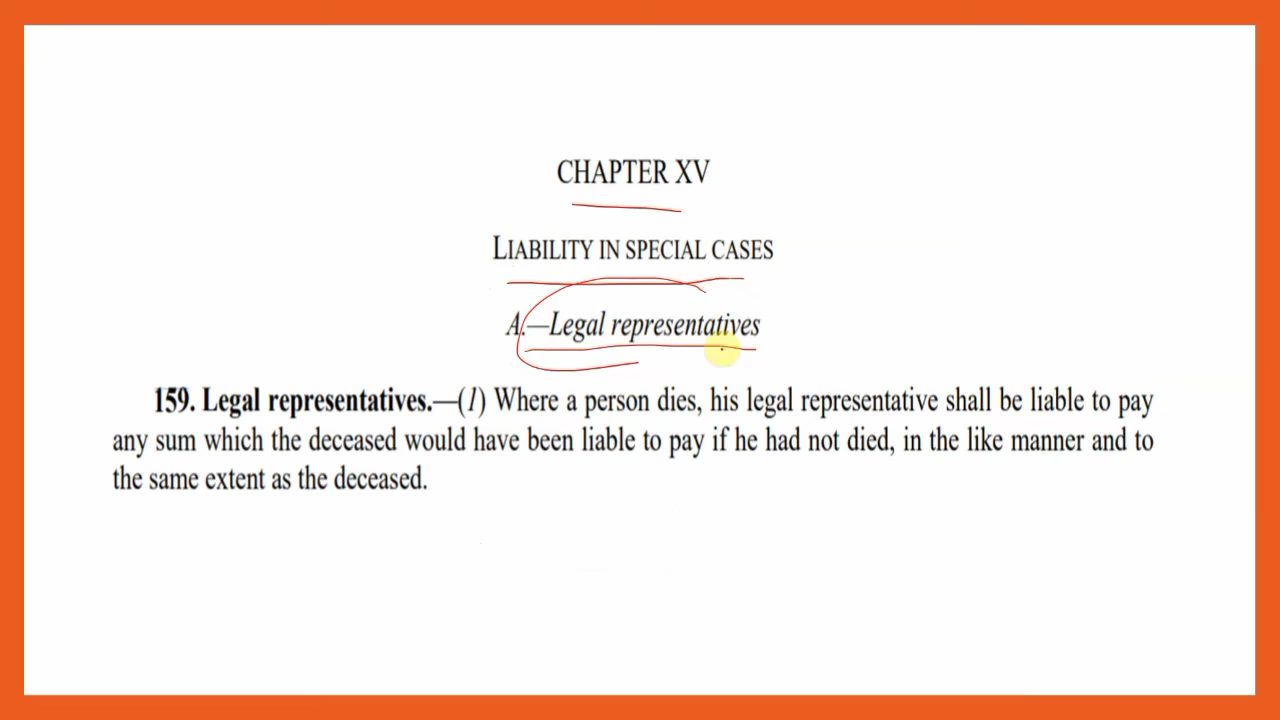 CHAPTER XV
LIABILITY IN SPECIAL CASES
A.—Legal representatives
159. Legal representatives.—(1) Where a person dies, his legal representative shall be liable to pay
any sum which the deceased would have been liable to pay if he had not died, in the like manner and to
the same extent as the deceased.